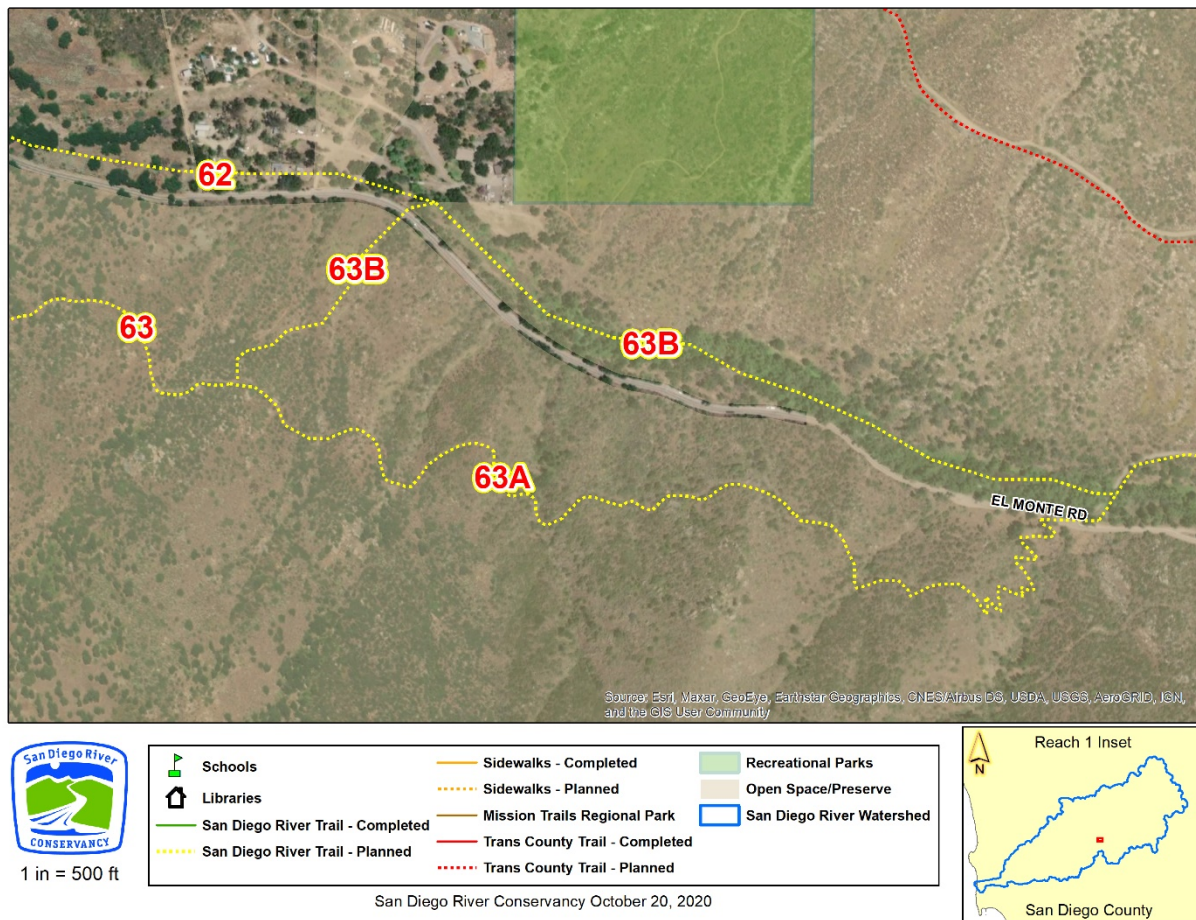 62
63B
63
63B
63A
EL MONTE RD
Source: Esri, Maxar, GeoEye, Earthstar Geographics, CNES/Airbus DS, USDA, USGS, AeroGRID, IGN,
and the GIS User Community
San Diego River
CONSERVANCY
1 in = 500 ft
Schools
Libraries
San Diego River Trail - Completed
San Diego River Trail - Planned
Sidewalks - Completed
Sidewalks - Planned
Mission Trails Regional Park
Trans County Trail - Completed
Trans County Trail - Planned
Recreational Parks
Open Space/Preserve
San Diego River Watershed
San Diego River Conservancy October 20, 2020
Reach 1 Inset
N
San Diego County